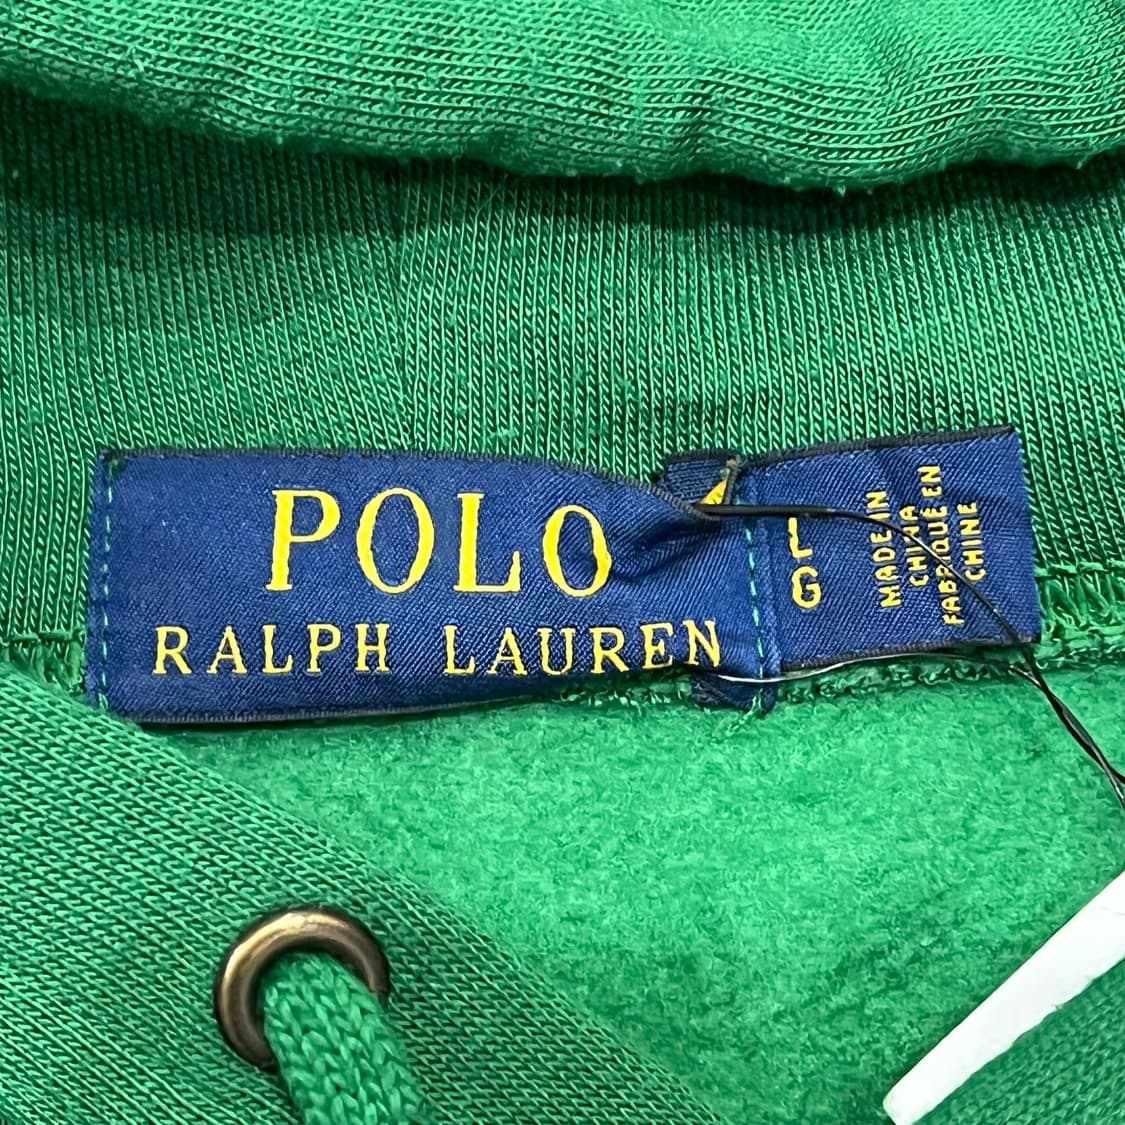 POLO
RALPH LAUREN
L
G
MADE IN
CHINA
FABRIQUÉ EN
CHINE